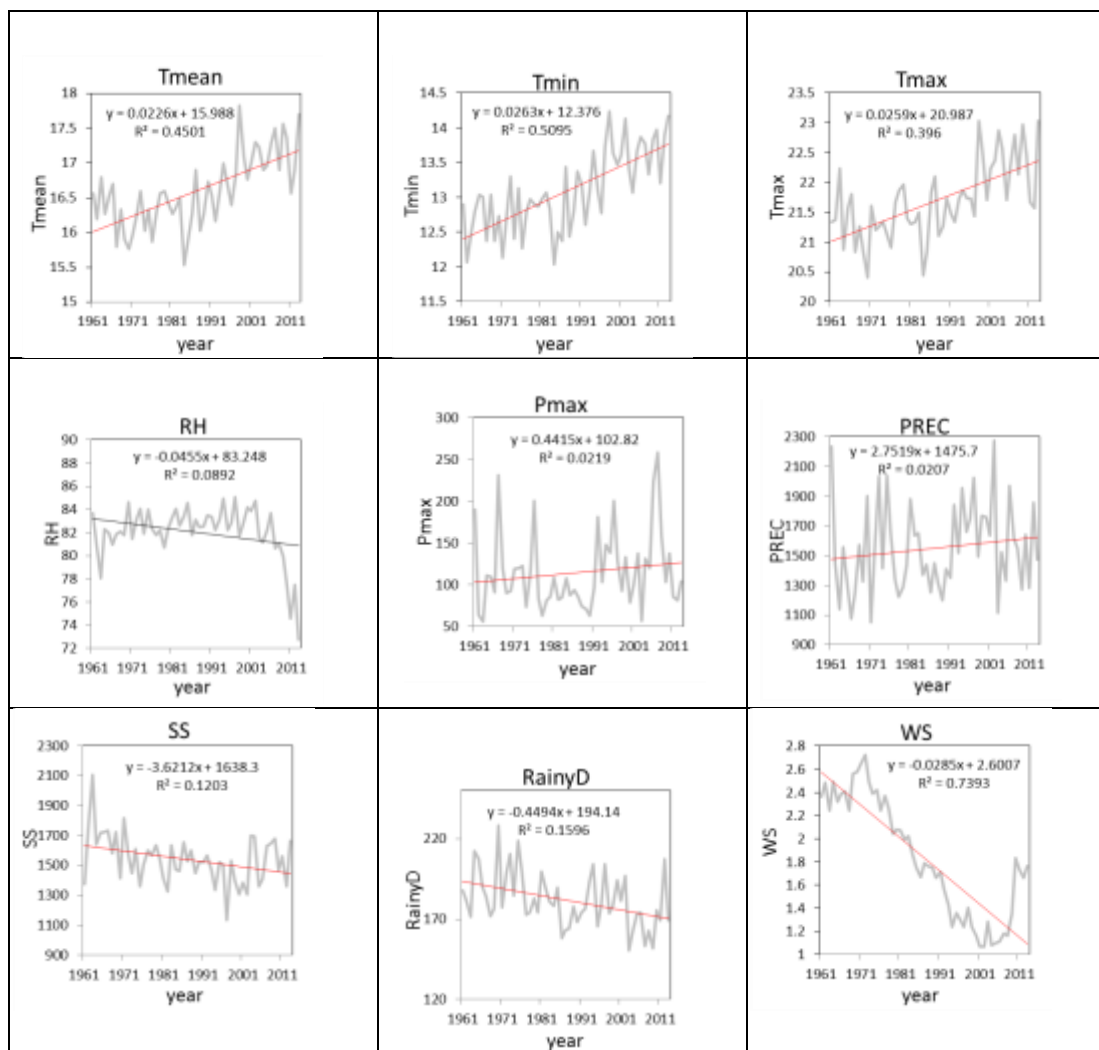 Tmean
y = 0.0226x + 15.988
R² = 0.4501
18
17.5
17
16.5
16
15.5
15
Tmean
1961 1971 1981 1991 2001 2011
year
Tmin
y = 0.0263x + 12.376
R² = 0.5095
14.5
14
13.5
13
12.5
12
11.5
Tmin
1961 1971 1981 1991 2001 2011
year
Tmax
y = 0.0259x + 20.987
R² = 0.396
23.5
23
22.5
22
21.5
21
20.5
20
Tmax
1961 1971 1981 1991 2001 2011
year
RH
y = -0.0455x + 83.248
R² = 0.0892
90
88
86
84
82
80
78
76
74
72
RH
1961 1971 1981 1991 2001 2011
year
Pmax
y = 0.4415x + 102.82
R² = 0.0219
300
250
200
150
100
50
Pmax
1961 1971 1981 1991 2001 2011
year
PREC
y = 2.7519x + 1475.7
R² = 0.0207
2300
2100
1900
1700
1500
1300
1100
900
PREC
1961 1971 1981 1991 2001 2011
year
SS
y = -3.6212x + 1638.3
R² = 0.1203
2300
2100
1900
1700
1500
1300
1100
900
SS
1961 1971 1981 1991 2001 2011
year
RainyD
y = -0.4494x + 194.14
R² = 0.1596
220
170
120
RainyD
1961 1971 1981 1991 2001 2011
year
WS
y = -0.0285x + 2.6007
R² = 0.7393
2.8
2.6
2.4
2.2
2
1.8
1.6
1.4
1.2
1
WS
1961 1971 1981 1991 2001 2011
year